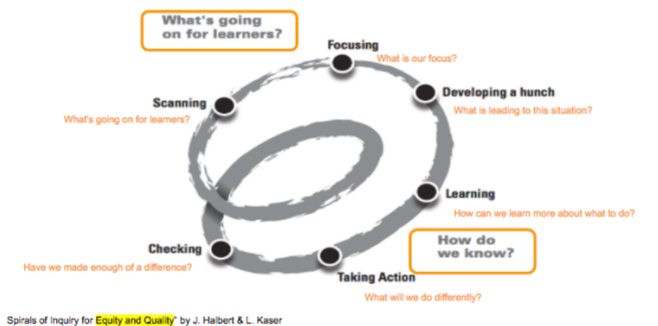 What's going
on for learners?
Focusing
What is our focus?
Developing a hunch
What is leading to this situation?
Scanning
What's going on for learners?
Learning
How can we learn more about what to do?
How do
we know?
Checking
Have we made enough of a difference?
Taking Action
What will we do differently?
Spirals of Inquiry for Equity and Quality" by J. Halbert & L. Kaser